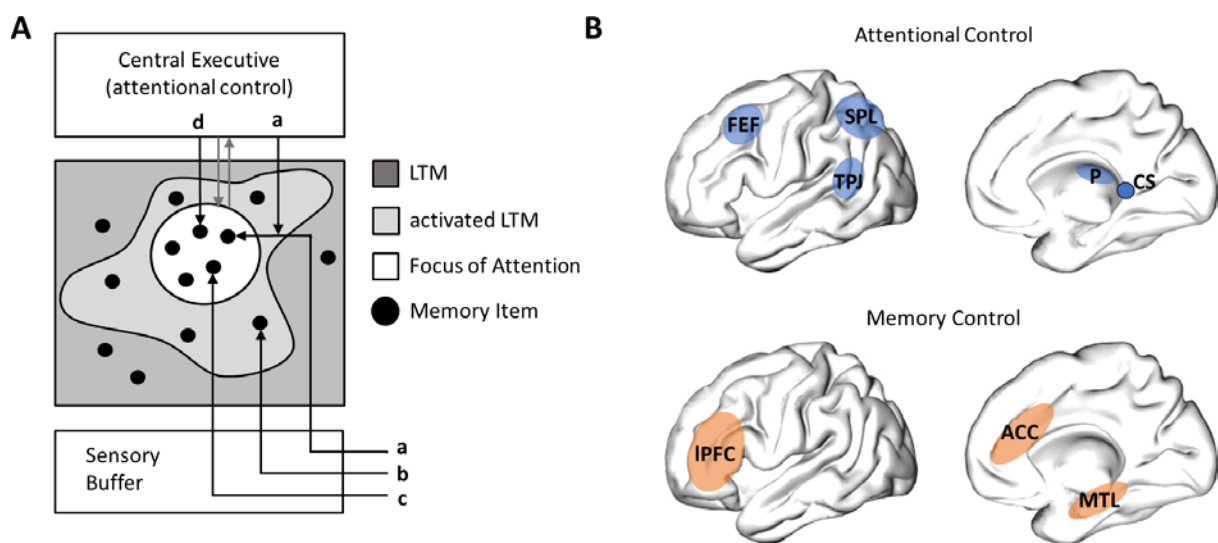 A
Central Executive
(attentional control)
d
a
LTM
activated LTM
Focus of Attention
Memory Item
Sensory
Buffer
a
b
c
B
Attentional Control
FEF
SPL
TPJ
P
CS
Memory Control
lPFC
ACC
MTL